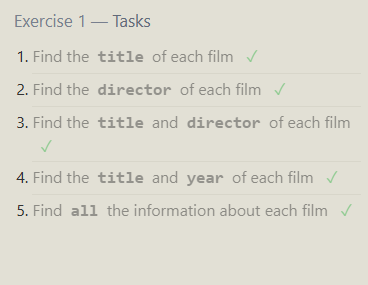 Exercise 1 — Tasks
1. Find the title of each film ✓
2. Find the director of each film ✓
3. Find the title and director of each film
✓
4. Find the title and year of each film ✓
5. Find all the information about each film ✓